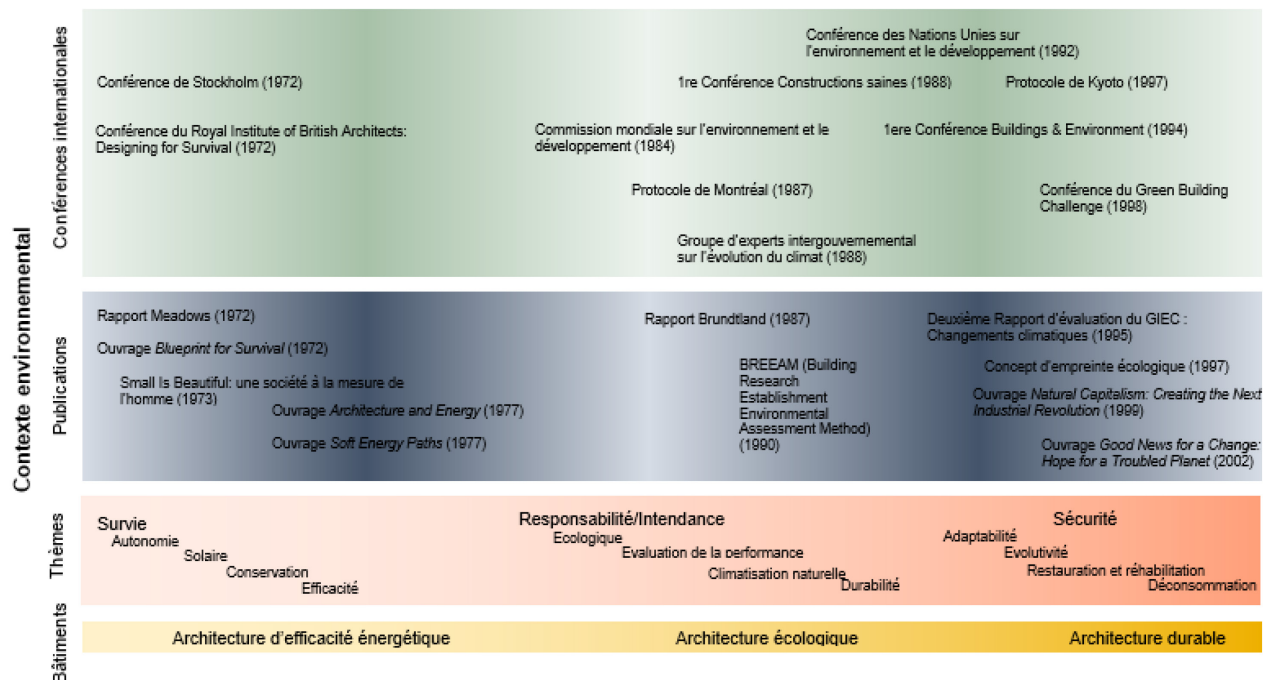 Contexte environnemental
Conférences internationales
Conférence des Nations Unies sur
l'environnement et le développement (1992)
Conférence de Stockholm (1972)
1re Conférence Constructions saines (1988)
Protocole de Kyoto (1997)
Conférence du Royal Institute of British Architects:
Designing for Survival (1972)
Commission mondiale sur l'environnement et le
développement (1984)
1ere Conférence Buildings & Environment (1994)
Protocole de Montréal (1987)
Conférence du Green Building
Challenge (1998)
Groupe d'experts intergouvernemental
sur l'évolution du climat (1988)
Publications
Rapport Meadows (1972)
Ouvrage Blueprint for Survival (1972)
Small Is Beautiful: une société à la mesure de
l'homme (1973)
Ouvrage Architecture and Energy (1977)
Ouvrage Soft Energy Paths (1977)
Rapport Brundtland (1987)
BREEAM (Building
Research
Establishment
Environmental
Assessment Method)
(1990)
Deuxième Rapport d'évaluation du GIEC :
Changements climatiques (1995)
Concept d'empreinte écologique (1997)
Ouvrage Natural Capitalism: Creating the Next
Industrial Revolution (1999)
Ouvrage Good News for a Change:
Hope for a Troubled Planet (2002)
Thèmes
Survie
Autonomie
Solaire
Conservation
Efficacité
Responsabilité/Intendance
Ecologique
Evaluation de la performance
Climatisation naturelle
Durabilité
Sécurité
Adaptabilité
Evolutivité
Restauration et réhabilitation
Déconsommation
Bâtiments
Architecture d'efficacité énergétique
Architecture écologique
Architecture durable